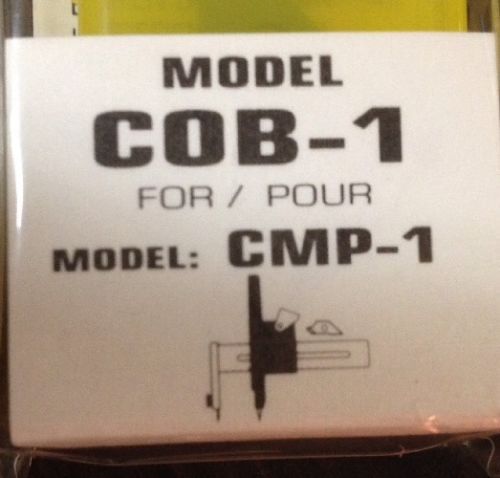 MODEL
COB-1
FOR / POUR
MODEL: CMP-1